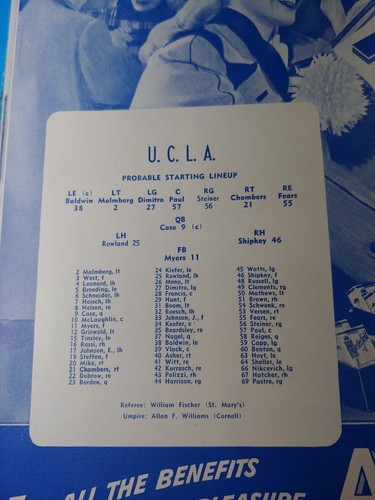 U. C. L. A.
PROBABLE STARTING LINEUP
LE (c) LT LG C RG RT RE
Baldwin Malmberg Dimitro Paul Steiner Chambers Fears
38 2 27 57 56 21 55
QB
Case 9 (c)
LH RH
Rowland 25 Shipkey 46
FB
Myers 11
2 Malmberg, lt
3 West, f
4 Leonard, lh
5 Breeding, le
6 Schneider, lh
7 Hoisch, lh
8 Nelson, re
9 Case, q
10 McLaughlin, c
11 Myers, f
12 Griswold, lt
15 Tinsley, le
16 Rossi, rh
17 Johnson, E., lh
19 Steffen, f
20 Mike, rt
21 Chambers, rt
22 Dobrow, re
23 Borden, q
24 Kiefer, le
25 Rowland, lh
26 Mena, lt
27 Dimitro, lg
28 Francis, c
29 Hunt, f
31 Boom, lt
32 Roesch, lh
33 Johnson, J., f
34 Keefer, c
35 Beardsley, re
37 Nagel, q
38 Baldwin, le
39 Vlack, c
40 Asher, rt
41 Witt, re
42 Kurrasch, re
43 Polizzi, rh
44 Harrison, rg
45 Watts, lg
46 Shipkey, f
48 Russell, lg
49 Clements, rg
50 Mathews, lt
51 Brown, rh
54 Schwenk, re
53 Versen, lt
55 Fears, re
56 Steiner, rg
57 Paul, c
58 Reiges, q
59 Capp, lg
60 Benton, q
63 Hoyt, le
64 Sheller, le
66 Nikcevich, lg
67 Hatcher, rh
69 Pastre, rg
Referee: William Fischer (St. Mary's)
Umpire: Allan F. Williams (Cornell)
ALL THE BENEFITS
PLEASURE